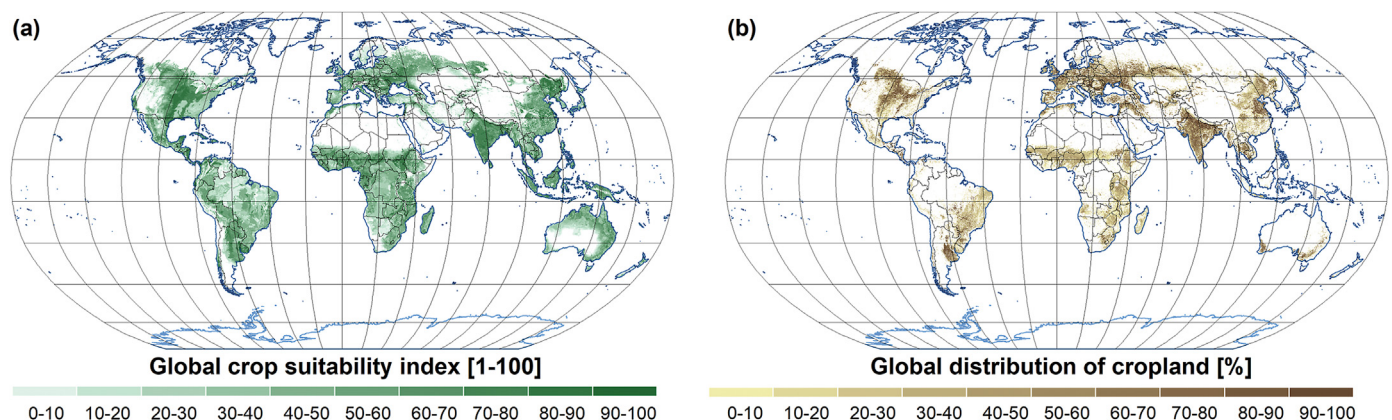 (a)
(b)
Global crop suitability index [1-100]
0-10 10-20 20-30 30-40 40-50 50-60 60-70 70-80 80-90 90-100
Global distribution of cropland [%]
0-10 10-20 20-30 30-40 40-50 50-60 60-70 70-80 80-90 90-100